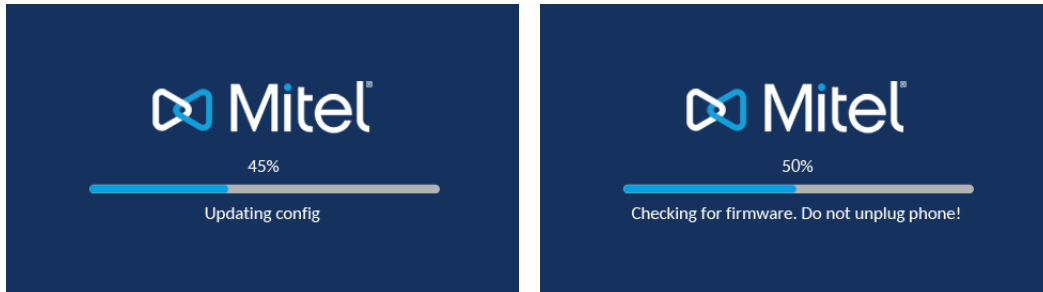 Mitel®
45%
Updating config
Mitel®
50%
Checking for firmware. Do not unplug phone!